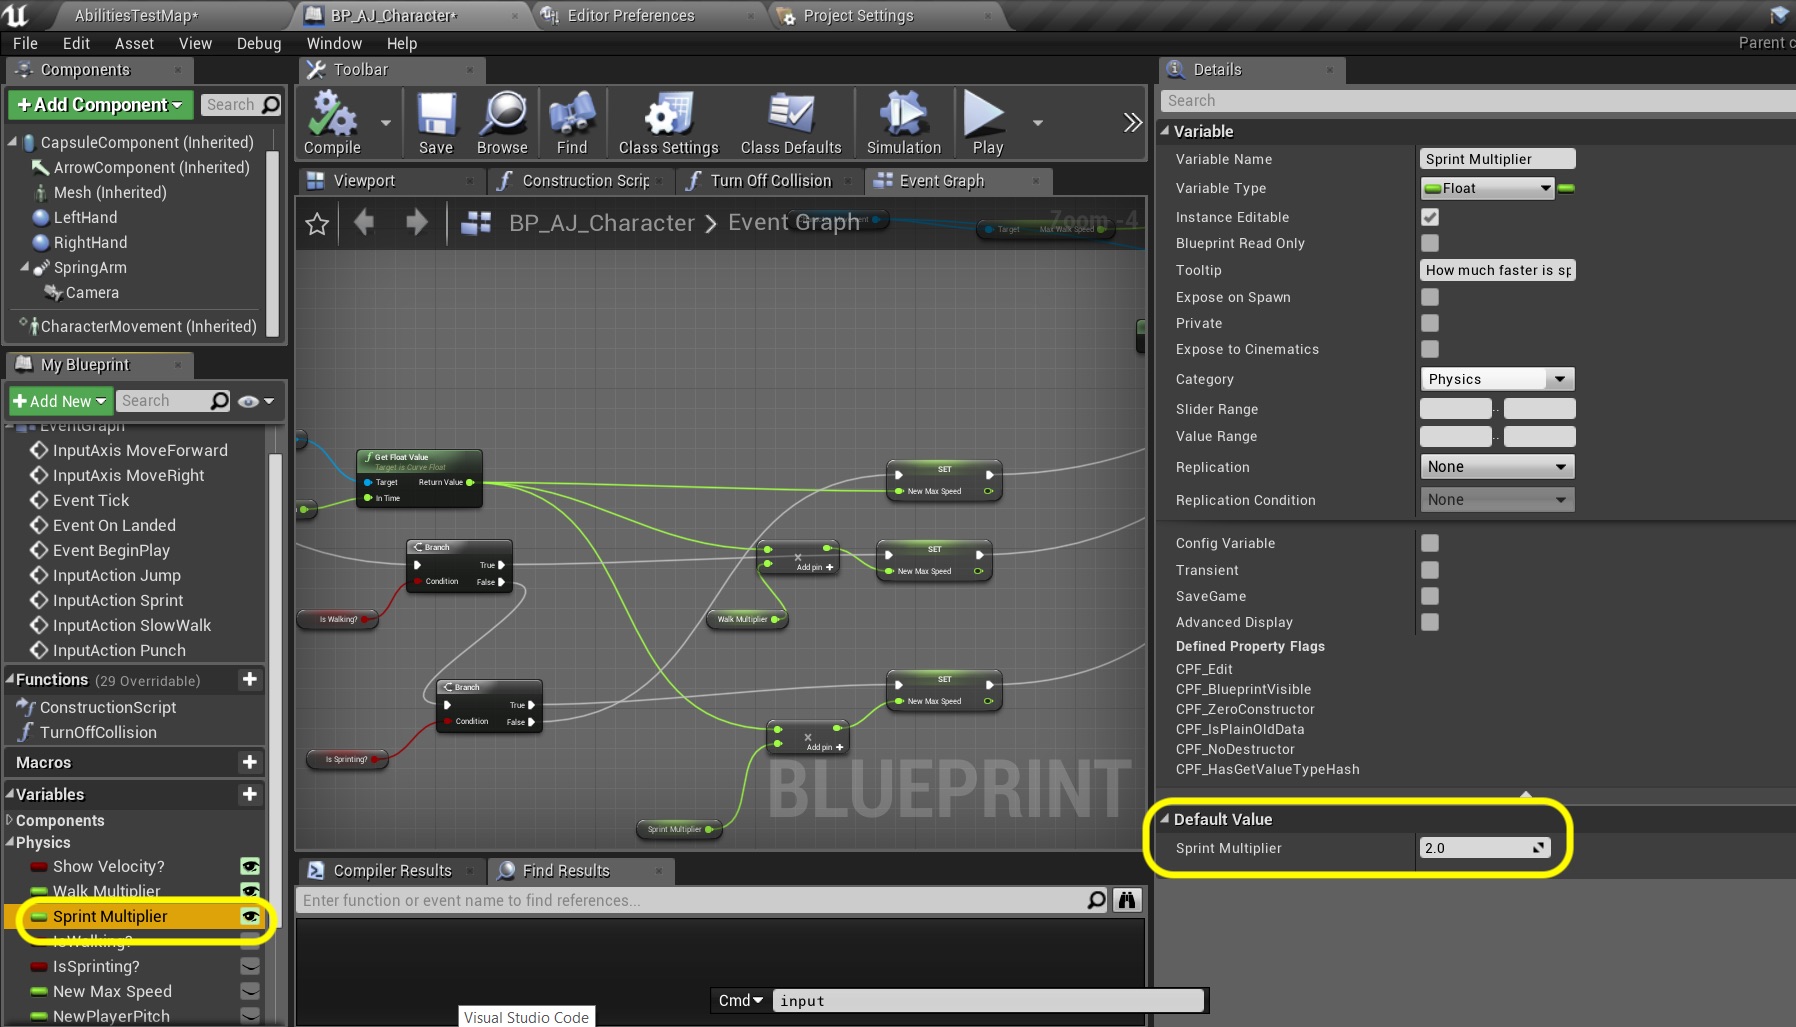 AbilitiesTestMap*
BP_AJ_Character*
Editor Preferences
Project Settings
File Edit Asset View Debug Window Help
Parent c
Components
+Add Component
Search
CapsuleComponent (Inherited)
ArrowComponent (Inherited)
Mesh (Inherited)
LeftHand
RightHand
SpringArm
Camera
CharacterMovement (Inherited)
My Blueprint
+Add New
Search
EventGraph
InputAxis MoveForward
InputAxis MoveRight
Event Tick
Event On Landed
Event BeginPlay
InputAction Jump
InputAction Sprint
InputAction SlowWalk
InputAction Punch
Functions (29 Overridable)
ConstructionScript
TurnOffCollision
Macros
Variables
Components
Physics
Show Velocity?
Walk Multiplier
Sprint Multiplier
IsWalking?
IsSprinting?
New Max Speed
NewPlayerPitch
Toolbar
Compile
Save
Browse
Find
Class Settings
Class Defaults
Simulation
Play
Viewport
Construction Scrip
Turn Off Collision
Event Graph
BP_AJ_Character > Event Graph
Zoom -4
Target Max Walk Speed
Get Float Value
Target is Curve Float
Target Return Value
In Time
SET
New Max Speed
Branch
True
Condition False
Is Walking?
Add pin +
SET
New Max Speed
Walk Multiplier
Branch
True
Condition False
Is Sprinting?
SET
New Max Speed
Add pin +
Sprint Multiplier
BLUEPRINT
Compiler Results
Find Results
Enter function or event name to find references...
Cmd
input
Visual Studio Code
Details
Search
Variable
Variable Name Sprint Multiplier
Variable Type Float
Instance Editable
Blueprint Read Only
Tooltip How much faster is sp
Expose on Spawn
Private
Expose to Cinematics
Category Physics
Slider Range
Value Range
Replication None
Replication Condition None
Config Variable
Transient
SaveGame
Advanced Display
Defined Property Flags
CPF_Edit
CPF_BlueprintVisible
CPF_ZeroConstructor
CPF_IsPlainOldData
CPF_NoDestructor
CPF_HasGetValueTypeHash
Default Value
Sprint Multiplier 2.0